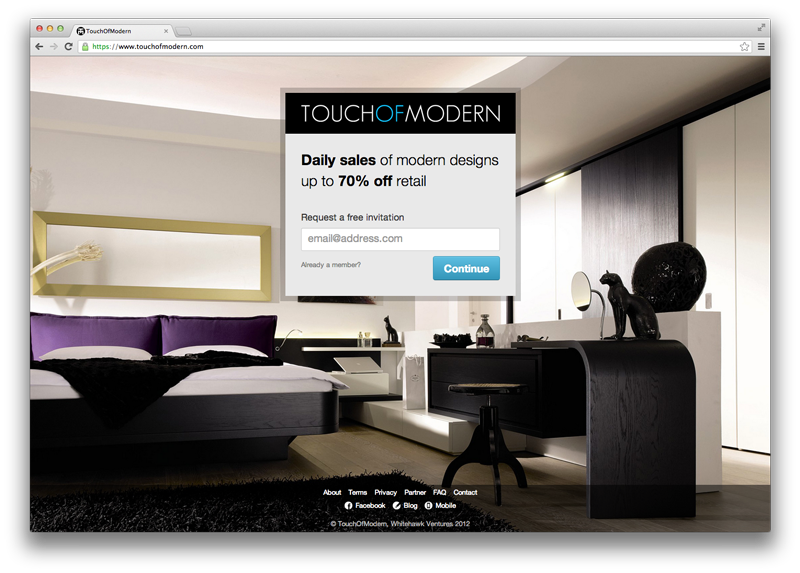 TouchOfModern
https://www.touchofmodern.com
TOUCHOFMODERN
Daily sales of modern designs
up to 70% off retail
Request a free invitation
email@address.com
Already a member?
Continue
About Terms Privacy Partner FAQ Contact
Facebook Blog Mobile
© TouchOfModern, Whitehawk Ventures 2012